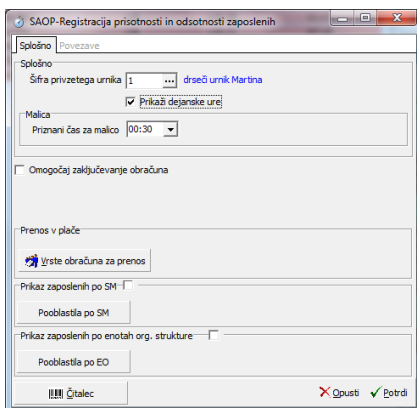 SAOP-Registracija prisotnosti in odsotnosti zaposlenih
Splošno Povezave
Splošno
Šifra privzetega urnika 1 ... drseči urnik Martina
Prikaži dejanske ure
Malica
Priznani čas za malico 00:30
Omogočaj zaključevanje obračuna
Prenos v plače
Vrste obračuna za prenos
Prikaz zaposlenih po SM
Pooblastila po SM
Prikaz zaposlenih po enotah org. strukture
Pooblastila po EO
Čitalec Opusti Potrdi